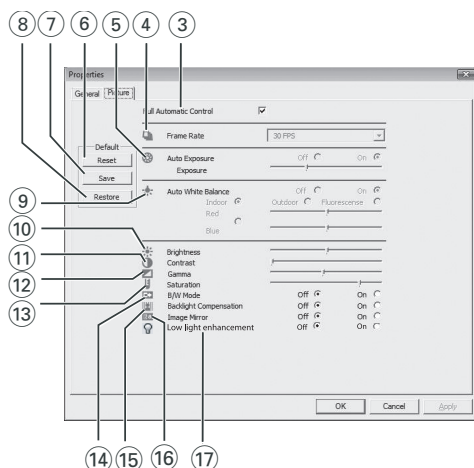 8 7 6 5 4 3
Properties
General Picture
Full Automatic Control
Frame Rate 30 FPS
Default
Reset
Save
Restore
Auto Exposure Off On
Exposure
9
Auto White Balance Off On
Indoor Outdoor Fluorescense
Red
Blue
10
11
12
13
Brightness
Contrast
Gamma
Saturation
B/W Mode Off On
Backlight Compensation Off On
Image Mirror Off On
Low light enhancement Off On
OK Cancel Apply
14 15 16 17